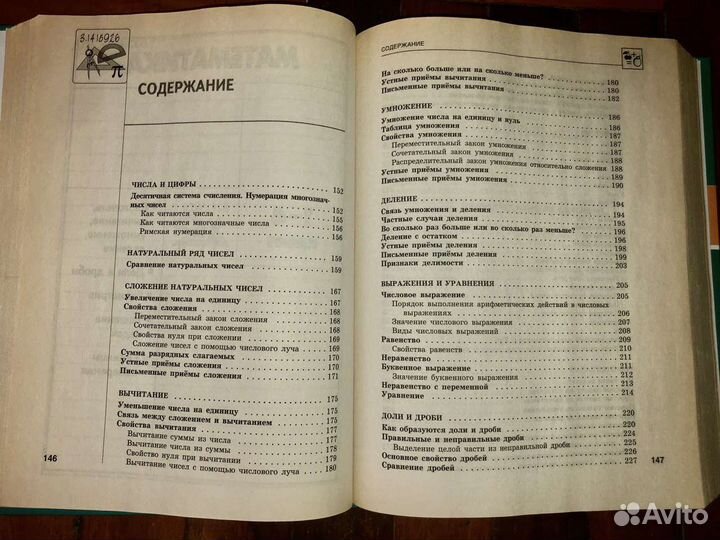 3.1415926
π
СОДЕРЖАНИЕ
ЧИСЛА И ЦИФРЫ 152
Десятичная система счисления. Нумерация многознач-
ных чисел 152
Как читаются числа 155
Как читаются многозначные числа 156
Римская нумерация 156
НАТУРАЛЬНЫЙ РЯД ЧИСЕЛ 159
Сравнение натуральных чисел 159
СЛОЖЕНИЕ НАТУРАЛЬНЫХ ЧИСЕЛ 167
Увеличение числа на единицу 167
Свойства сложения 168
Переместительный закон сложения 168
Сочетательный закон сложения 168
Свойства нуля при сложении 169
Сложение чисел с помощью числового луча 169
Сумма разрядных слагаемых 170
Устные приёмы сложения 170
Письменные приёмы сложения 171
ВЫЧИТАНИЕ 175
Уменьшение числа на единицу 175
Связь между сложением и вычитанием 175
Свойства вычитания 177
Вычитание суммы из числа 177
Вычитание числа из суммы 178
Свойство нуля при вычитании 179
Вычитание чисел с помощью числового луча 180
146
СОДЕРЖАНИЕ
На сколько больше или на сколько меньше? 180
Устные приёмы вычитания 180
Письменные приёмы вычитания 182
УМНОЖЕНИЕ 186
Умножение числа на единицу и нуль 186
Таблица умножения 187
Свойства умножения 187
Переместительный закон умножения 187
Сочетательный закон умножения 188
Распределительный закон умножения относительно сложения 188
Устные приёмы умножения 189
Письменные приёмы умножения 190
ДЕЛЕНИЕ 194
Связь умножения и деления 194
Частные случаи деления 195
Во сколько раз больше или во сколько раз меньше? 196
Деление с остатком 196
Устные приёмы деления 198
Письменные приёмы деления 199
Признаки делимости 203
ВЫРАЖЕНИЯ И УРАВНЕНИЯ 205
Числовое выражение 205
Порядок выполнения арифметических действий в числовых
выражениях 206
Значение числового выражения 207
Виды числовых выражений 208
Равенство 209
Свойства равенств 210
Неравенство 211
Буквенное выражение 211
Значение буквенного выражения 212
Неравенство с переменной 213
Уравнение 214
ДОЛИ И ДРОБИ 220
Как образуются доли и дроби 220
Правильные и неправильные дроби 224
Выделение целой части из неправильной дроби 225
Основное свойство дробей 226
Сравнение дробей 227
147
Avito